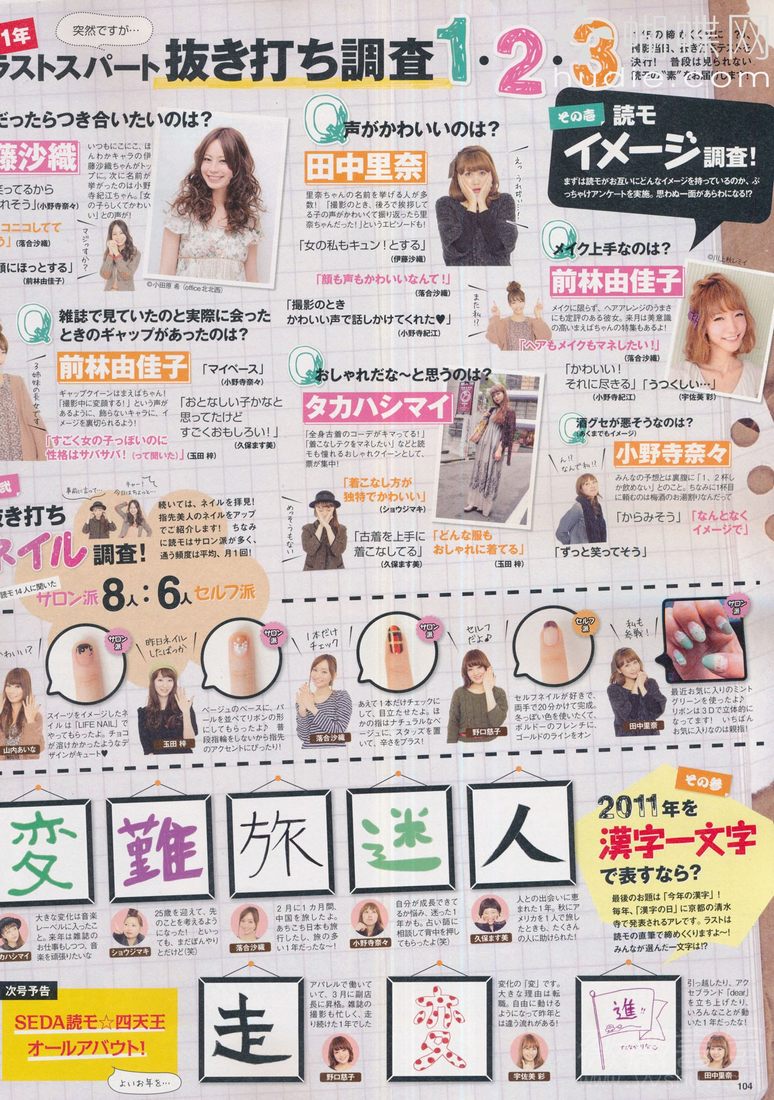 1年
突然ですが…
ラストスパート 抜き打ち調査 1・2・3
決行! 普段は見られない
蝴蝶网
hudie.com
その壱 読モ
イメージ調査!
まずは読モがお互いにどんなイメージを持っているのか、ぶ
っちゃけアンケートを実施。思わぬ一面があらわになる!?
だったらつき合いたいのは?
藤沙織
いつもにこにこ、ほ
んわかキャラの伊
藤沙織ちゃんがトッ
プに。次に名前が
挙がったのは小野
寺紀江ちゃん。「女
の子らしくてかわい
い」との声が!
笑ってるから
れそう」(小野寺奈々)
ニコニコしてて
う」(落合沙織)
顔にほっとする」
(前林由佳子)
マジっすか?
©小田原 希(office北北西)
Q 声がかわいいのは?
田中里奈
里奈ちゃんの名前を挙げる人が多
数!「撮影のとき、後ろで挨拶して
る子の声がかわいくて振り返ったら里
奈ちゃんだった!」というエピソードも!
「女の私もキュン!とする」
(伊藤沙織)
「顔も声もかわいいなんて!」
(落合沙織)
「撮影のとき
かわいい声で話しかけてくれた♥」
(小野寺紀江)
えっ、うれしい!!
また私!?
Q メイク上手なのは?
前林由佳子
メイクに限らず、ヘアアレンジのうまさ
にも定評のある彼女。来月は美意識
の高いまえばちゃんの特集もあるよ!
「ヘアもメイクもマネしたい!」
(落合沙織)
「かわいい!
それに尽きる」
(小野寺紀江)
「うつくしい…」
(宇佐美 彩)
Q 雑誌で見ていたのと実際に会った
ときのギャップがあったのは?
前林由佳子
ギャップクイーンはまえばちゃん!
「撮影中に変顔する!」という声が
あるように、飾らないキャラに、イメ
ージを裏切られるよう!
「マイペース」
(小野寺奈々)
「おとなしい子かなと
思ってたけど
すごくおもしろい!」
(久保ます美)
「すごく女の子っぽいのに
性格はサバサバ!(って聞いた)」
(玉田 梓)
3姉妹の長女です
Q おしゃれだな~と思うのは?
タカハシマイ
「全身古着のコーデがキマってる!」
「着こなしテクをマネしたい」などと読
モも憧れるおしゃれクイーンとして、
票が集中!
「着こなし方が
独特でかわいい」
(ショウジマキ)
「古着を上手に
着こなしてる」
(久保ます美)
「どんな服も
おしゃれに着てる」
(玉田 梓)
めっそうもない
Q 酒グセが悪そうなのは?
(あくまでもイメージ)
小野寺奈々
みんなの予想とは裏腹に「1、2杯し
か飲めない」とのこと。ちなみに1杯目
に頼むのは梅酒のお湯割りなんだって
「からみそう」
「なんとなく
イメージで」
「ずっと笑ってそう」
ん!?なんで私!?
弐
抜き打ち
ネイル調査!
事前に言って…
キャー
今日はちょっと…
続いては、ネイルを拝見!
指先美人のネイルをアップ
でご紹介します! ちなみ
に読モはサロン派が多く、
通う頻度は平均、月1回!
読モ14人に聞いた
サロン派 8人:6人 セルフ派
かわいい?
サロン派
スイーツをイメージしたネ
イルは「LIFE NAIL」で
やってもらったよ。チョコ
が溶けかかったようなデ
ザインがキュート♥
山内あいな
昨日ネイル
したばっか
サロン派
ベージュのベースに、パ
ールを並べてリボンの形
にしてもらったよ? 普
段指輪をしないから指先
のアクセントにぴったり!
玉田 梓
1本だけ
チェック
サロン派
あえて1本だけチェックに
して、目立たせたよ。ほ
かの指はナチュラルなベ
ージュに、スタッズを置
いて、辛さをプラス!
落合沙織
セルフ
だよ♪
セルフ派
セルフネイルが好きで、
両手で20分かけて完成。
冬っぽい色を使いたくて、
ボルドーのフレンチに、
ゴールドのラインをオン
野口慈子
私も
参戦!
サロン派
最近お気に入りのミント
グリーンを使ったよ♪
リボンは3Dで立体的に
なってます! いちばん
お気に入りなのは親指!
田中里奈
その参
2011年を
漢字一文字
で表すなら?
最後のお題は「今年の漢字」!
毎年、「漢字の日」に京都の清水
寺で発表されるアレです。ラストは
読モの直筆で締めくくりますよ~!
みんなが選んだ一文字は!?
変
大きな変化は音楽
レーベルに入ったこ
と。来年は雑誌の
お仕事もしつつ、音
楽を頑張りたいな
タカハシマイ
難
25歳を迎えて、先
のことを考えるよう
になった! といっ
ても、まだぼんやり
とだけど(笑)
ショウジマキ
旅
2月に1カ月間、
中国を旅したよ。
あちこち日本も旅
行したし、旅の多
い1年だったな~!
落合沙織
迷
自分が成長できて
るか悩み、迷った1
年かも。占い師に
相談して背中を押し
てもらったよ(笑)
小野寺奈々
人
人との出会いに恵ま
れた1年。秋にア
メリカを1人で旅し
たときも、たくさん
の人に助けられた!
久保ます美
次号予告
SEDA読モ☆四天王
オールアバウト!
よいお年を…
走
アパレルで働いて
いて、3月に副店
長に昇格。雑誌の
撮影も忙しく、走
り続けた1年でした
野口慈子
変
変化の「変」です。
大きな理由は転
職。自由に動ける
ようになって昨年と
は違う流れがある!
宇佐美 彩
進
たなかりな
引っ越したり、ア
クセブランド「dear」
を立ち上げたり、
いろんなことが動
いた1年だったな!
田中里奈
104